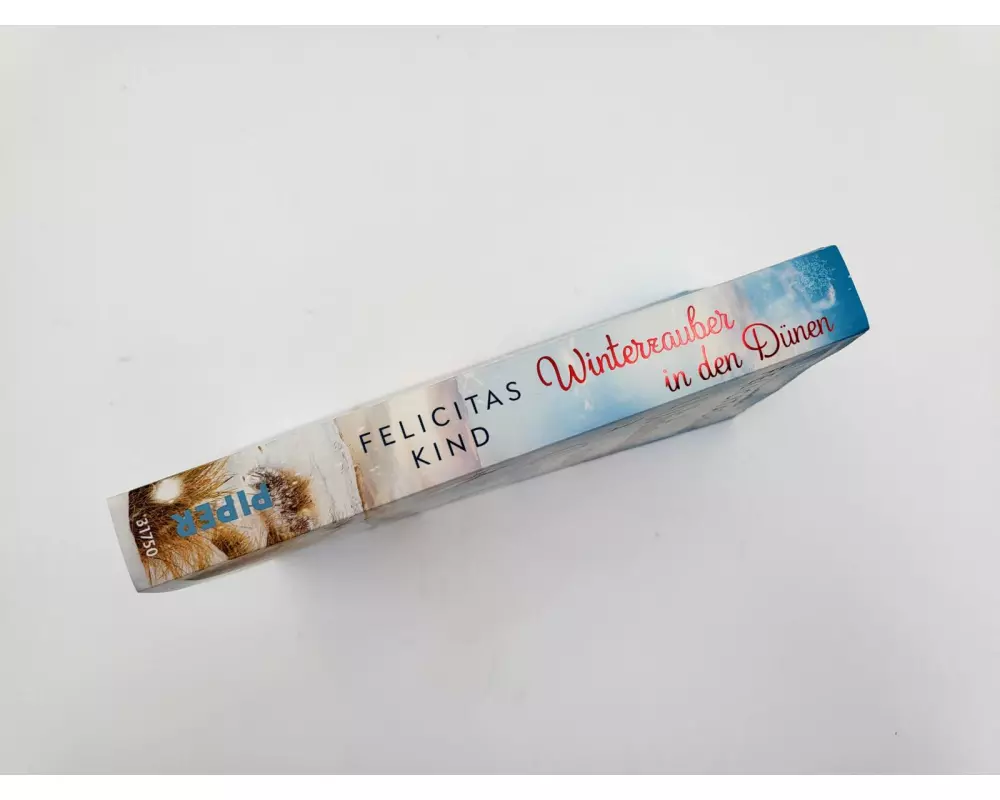 FELICITAS
KIND
Winterzauber
in den Dünen
PIPER
31750